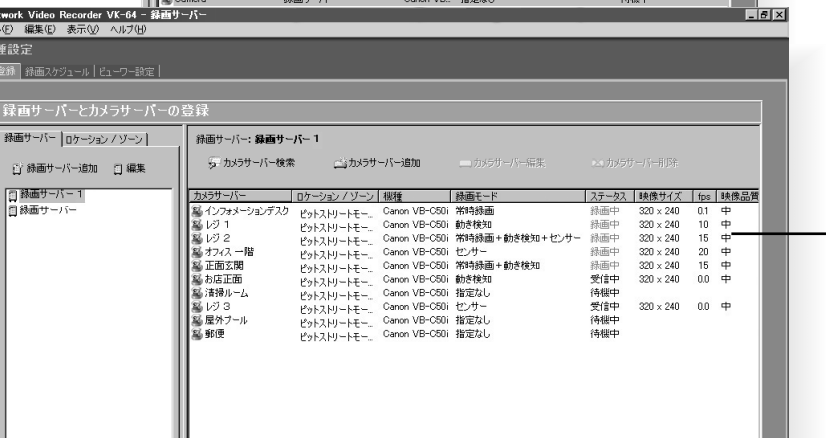 Camera 録画サーバー Canon VB-C... 指定なし 待機中
work Video Recorder VK-64 - 録画サーバー
(F) 編集(E) 表示(V) ヘルプ(H)
設定
登録 録画スケジュール ビューワー設定
録画サーバーとカメラサーバーの登録
録画サーバー ロケーション / ゾーン
録画サーバー追加 編集
録画サーバー 1
録画サーバー
録画サーバー: 録画サーバー 1
カメラサーバー検索 カメラサーバー追加 カメラサーバー編集 カメラサーバー削除
カメラサーバー ロケーション / ゾーン 機種 録画モード ステータス 映像サイズ fps 映像品質
インフォメーションデスク ピットストリートモー... Canon VB-C50i 常時録画 録画中 320 x 240 0.1 中
レジ 1 ピットストリートモー... Canon VB-C50i 動き検知 録画中 320 x 240 10 中
レジ 2 ピットストリートモー... Canon VB-C50i 常時録画+動き検知+センサー 録画中 320 x 240 15 中
オフィス 一階 ピットストリートモー... Canon VB-C50i センサー 録画中 320 x 240 20 中
正面玄関 ピットストリートモー... Canon VB-C50i 常時録画+動き検知 録画中 320 x 240 15 中
お店正面 ピットストリートモー... Canon VB-C50i 動き検知 受信中 320 x 240 0.0 中
清掃ルーム ピットストリートモー... Canon VB-C50i 指定なし 待機中
レジ 3 ピットストリートモー... Canon VB-C50i センサー 受信中 320 x 240 0.0 中
屋外プール ピットストリートモー... Canon VB-C50i 指定なし 待機中
郵便 ピットストリートモー... Canon VB-C50i 指定なし 待機中